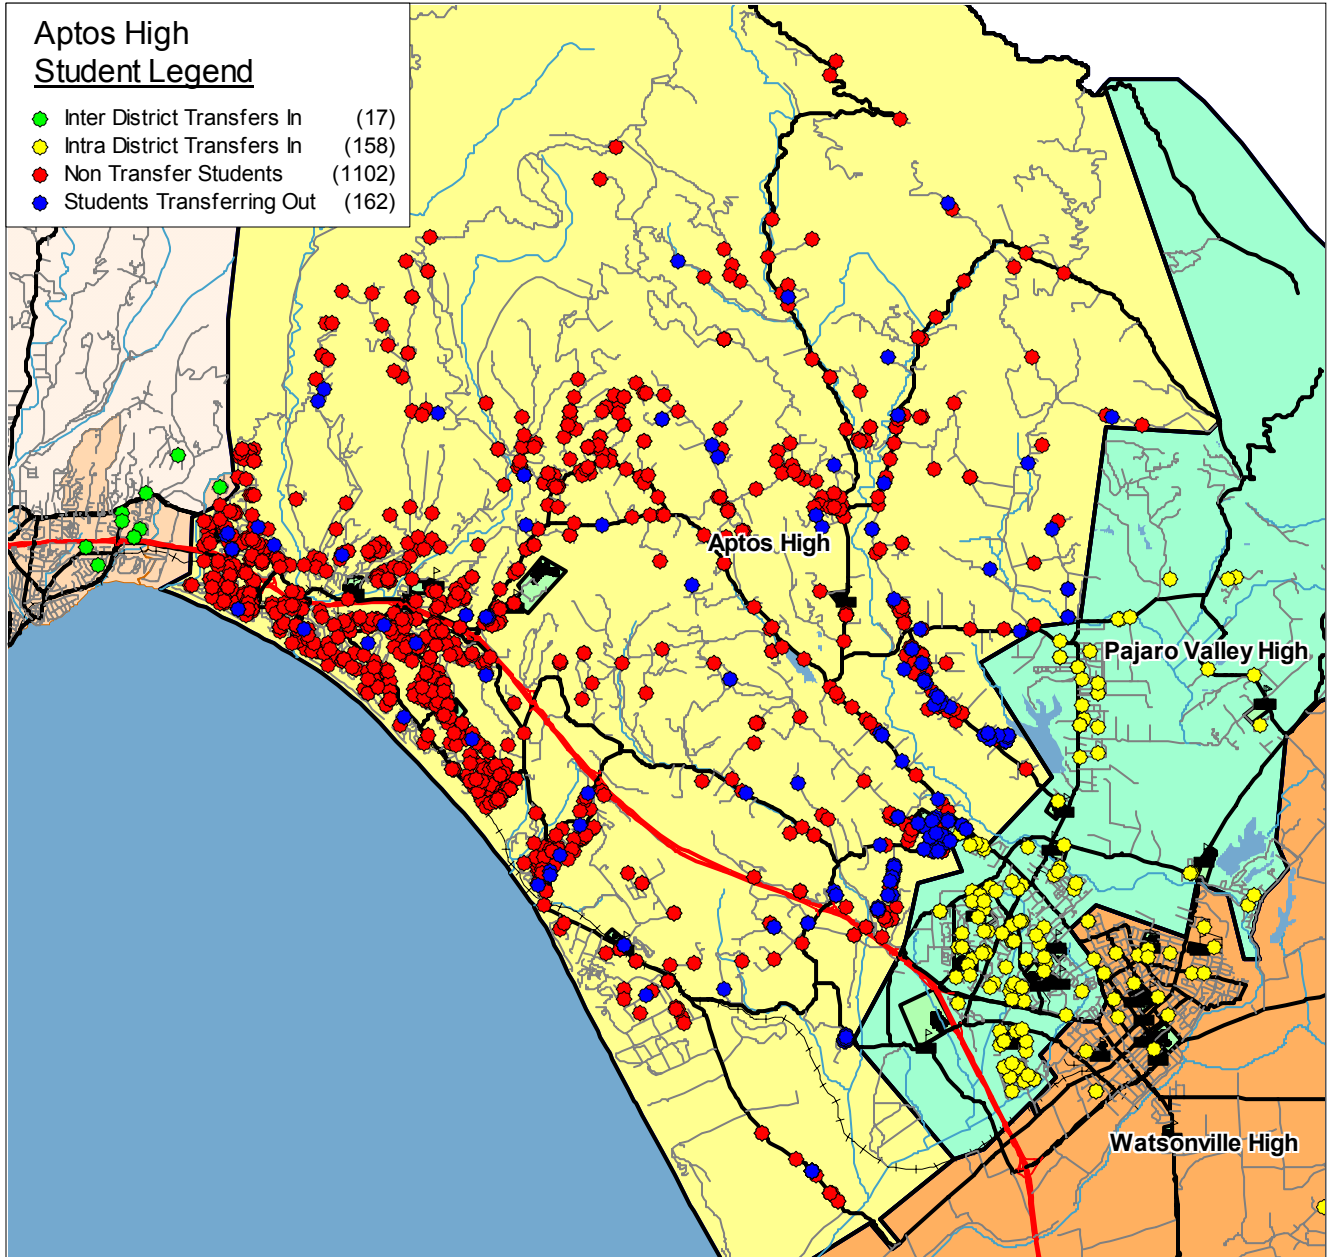 Aptos High
Student Legend
Inter District Transfers In (17)
Intra District Transfers In (158)
Non Transfer Students (1102)
Students Transferring Out (162)
Aptos High
Pajaro Valley High
Watsonville High